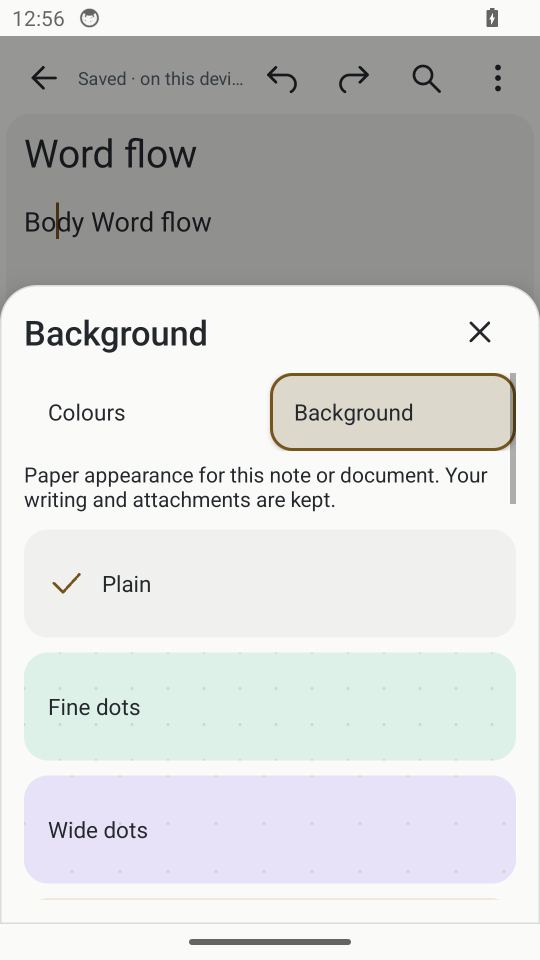 12:56
Saved · on this devi…
Word flow
Body Word flow
Background
Colours
Background
Paper appearance for this note or document. Your
writing and attachments are kept.
Plain
Fine dots
Wide dots